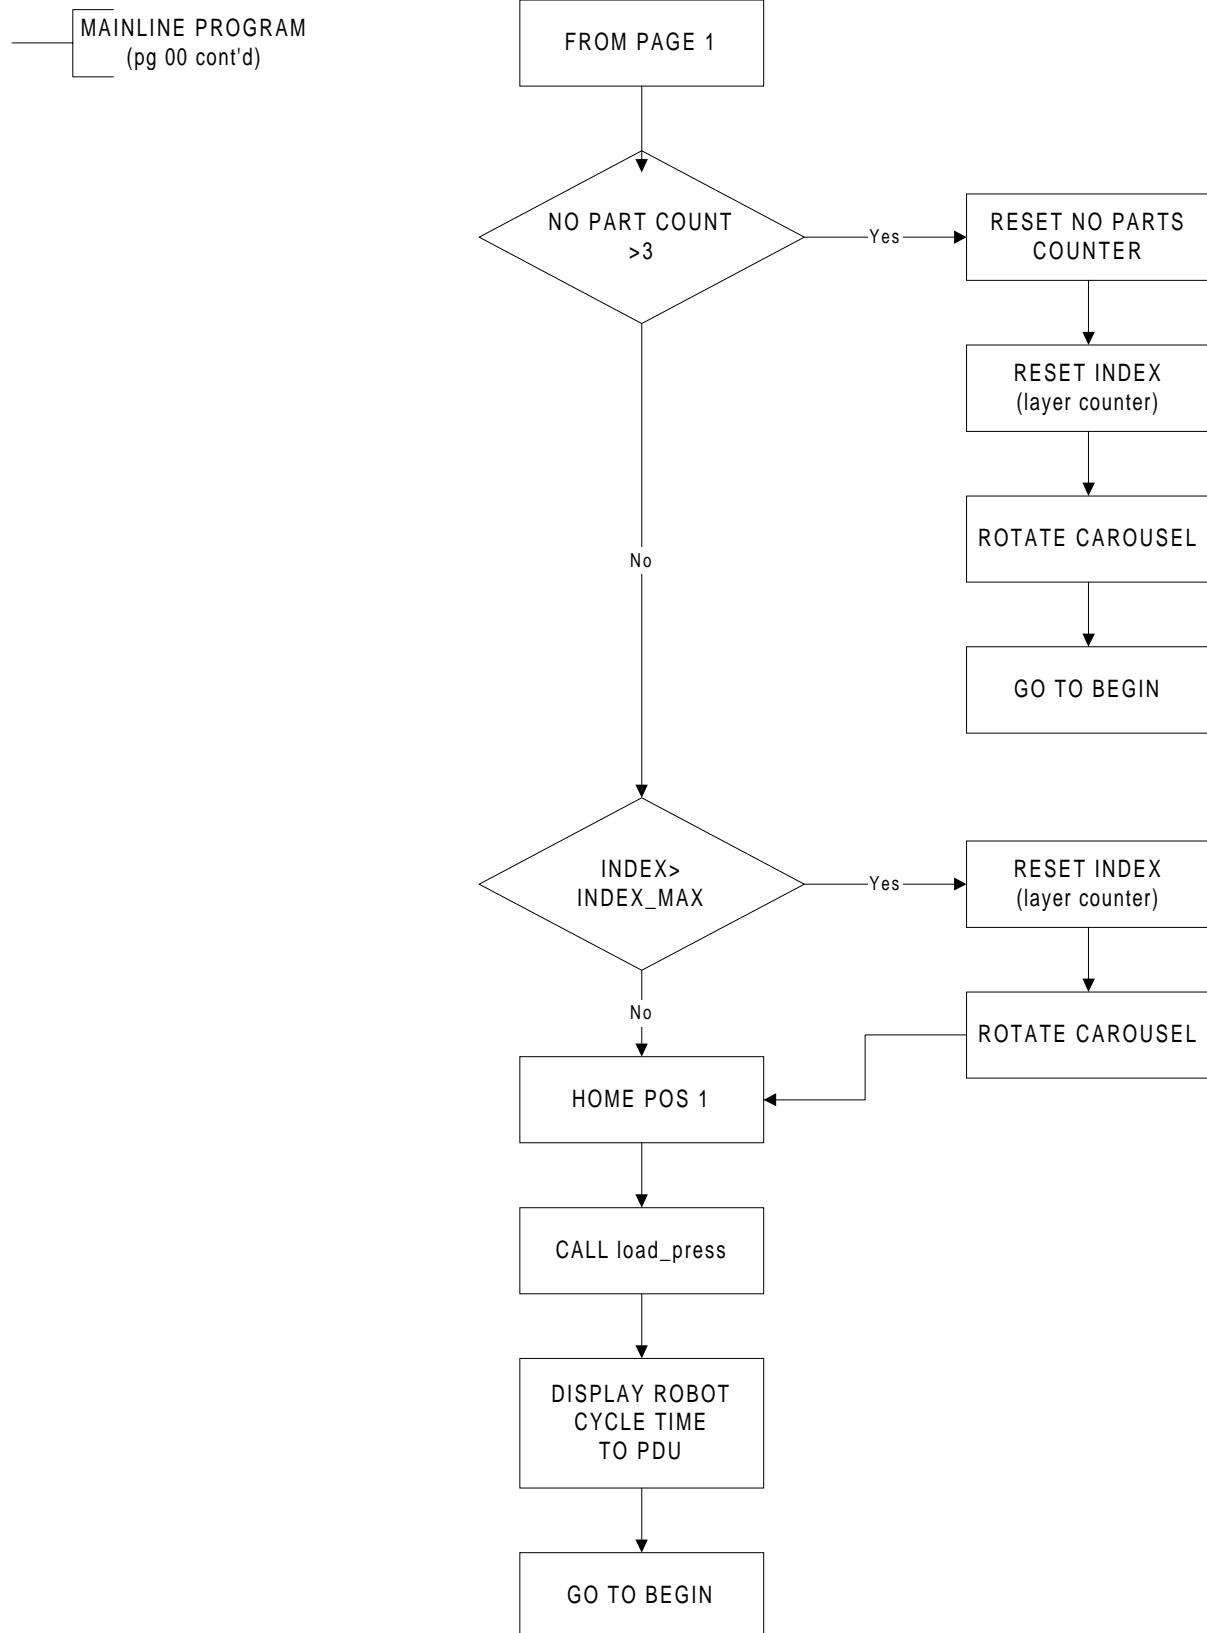 MAINLINE PROGRAM
(pg 00 cont'd)
FROM PAGE 1
NO PART COUNT
>3
Yes
RESET NO PARTS
COUNTER
RESET INDEX
(layer counter)
ROTATE CAROUSEL
GO TO BEGIN
No
INDEX>
INDEX_MAX
Yes
RESET INDEX
(layer counter)
ROTATE CAROUSEL
No
HOME POS 1
CALL load_press
DISPLAY ROBOT
CYCLE TIME
TO PDU
GO TO BEGIN